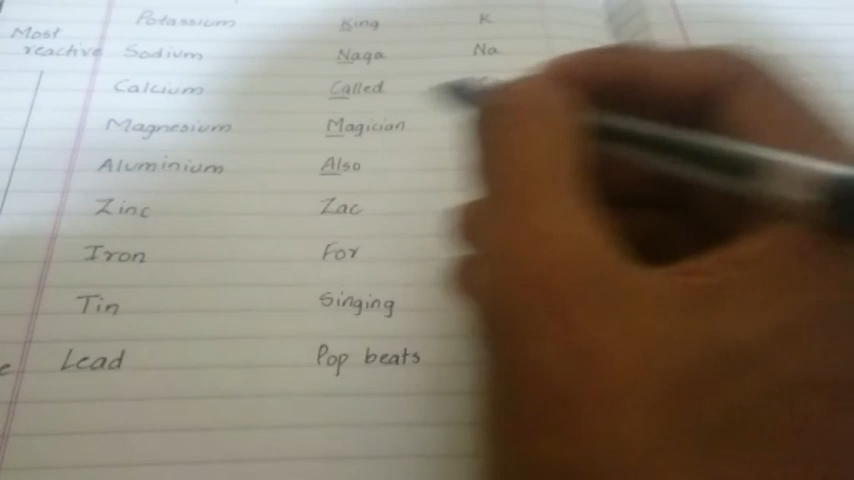 Potassium King K
Most
reactive Sodium Naga Na
Calcium Called
Magnesium Magician
Aluminium Also
Zinc Zac
Iron For
Tin Singing
Lead Pop beats